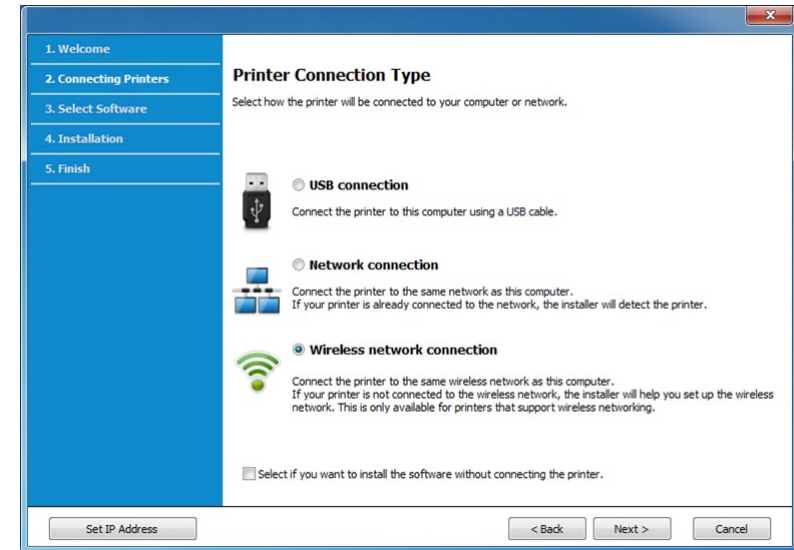 1. Welcome
2. Connecting Printers
3. Select Software
4. Installation
5. Finish
Printer Connection Type
Select how the printer will be connected to your computer or network.
USB connection
Connect the printer to this computer using a USB cable.
Network connection
Connect the printer to the same network as this computer.
If your printer is already connected to the network, the installer will detect the printer.
Wireless network connection
Connect the printer to the same wireless network as this computer.
If your printer is not connected to the wireless network, the installer will help you set up the wireless
network. This is only available for printers that support wireless networking.
Select if you want to install the software without connecting the printer.
Set IP Address
< Back
Next >
Cancel